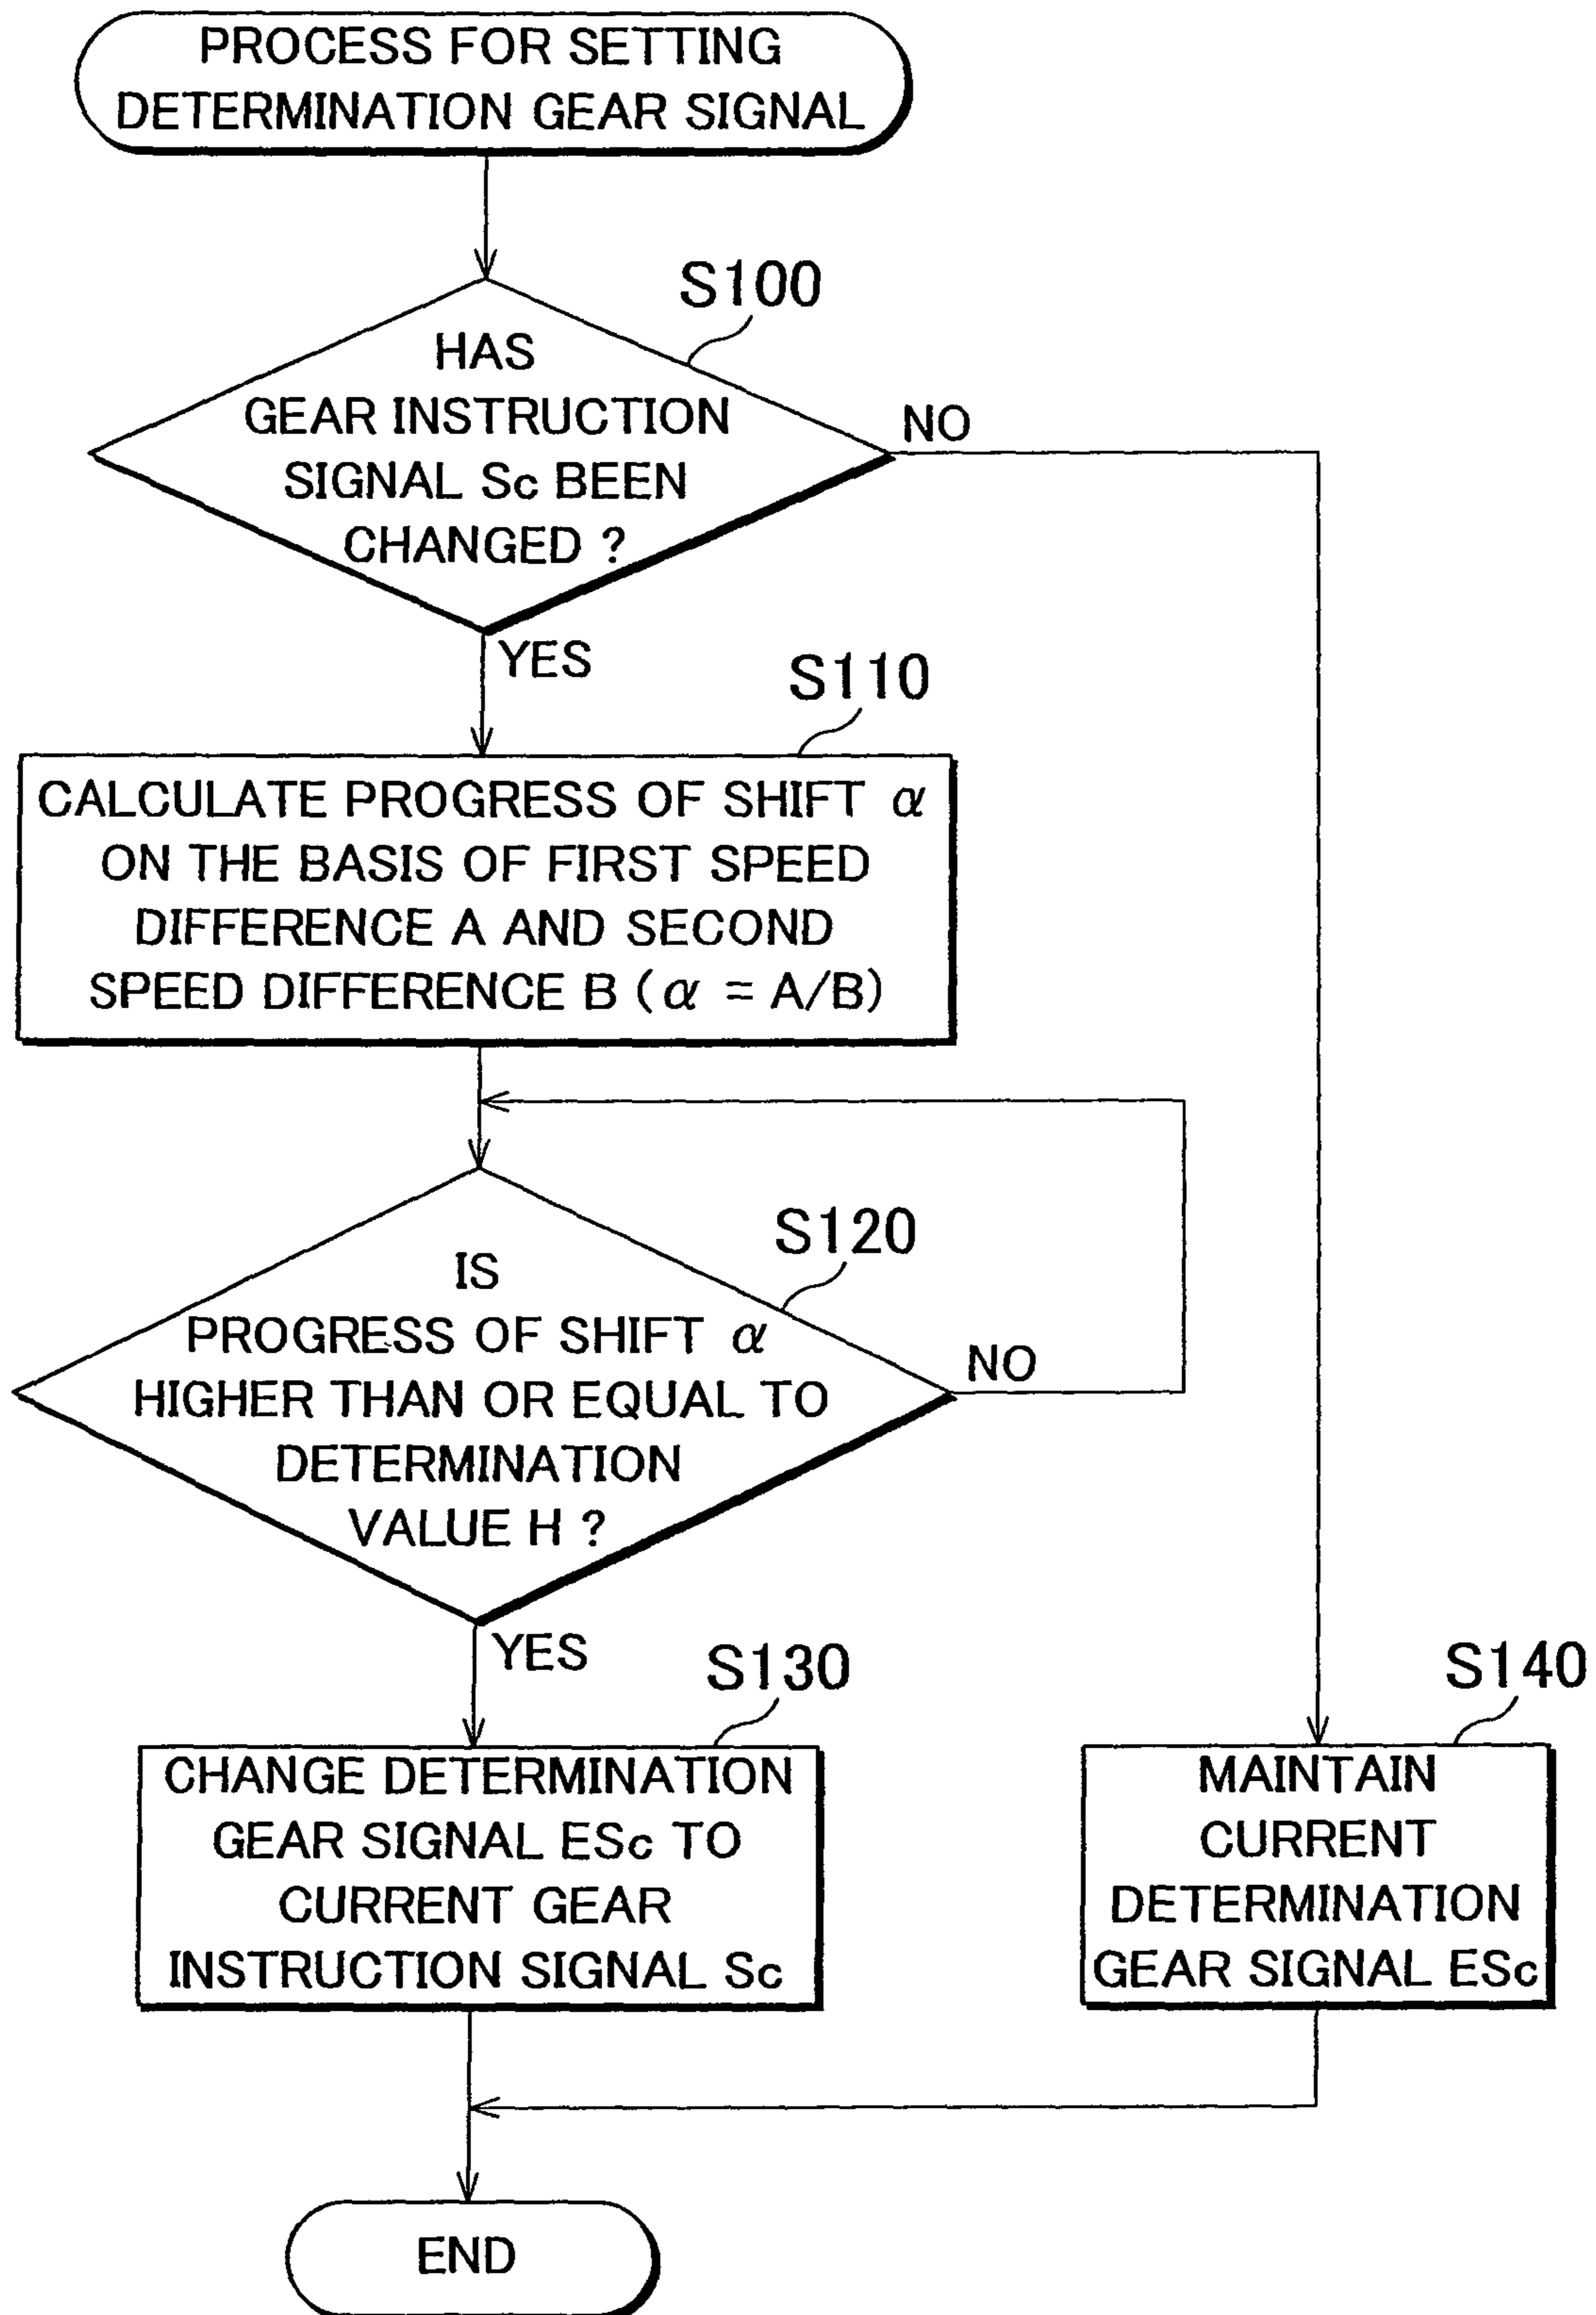 PROCESS FOR SETTING
DETERMINATION GEAR SIGNAL
S100
HAS
GEAR INSTRUCTION
SIGNAL Sc BEEN
CHANGED ?
NO
YES
S110
CALCULATE PROGRESS OF SHIFT α
ON THE BASIS OF FIRST SPEED
DIFFERENCE A AND SECOND
SPEED DIFFERENCE B (α = A/B)
S120
IS
PROGRESS OF SHIFT α
HIGHER THAN OR EQUAL TO
DETERMINATION
VALUE H ?
NO
YES
S130
CHANGE DETERMINATION
GEAR SIGNAL ESc TO
CURRENT GEAR
INSTRUCTION SIGNAL Sc
S140
MAINTAIN
CURRENT
DETERMINATION
GEAR SIGNAL ESc
END